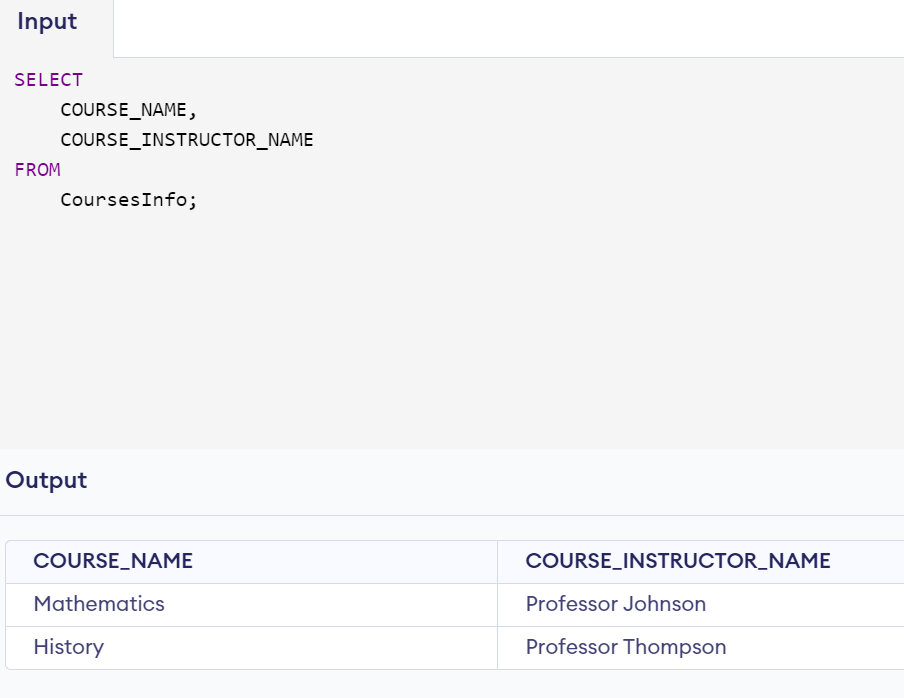 Input
SELECT
    COURSE_NAME,
    COURSE_INSTRUCTOR_NAME
FROM
    CoursesInfo;
Output
COURSE_NAME COURSE_INSTRUCTOR_NAME
Mathematics Professor Johnson
History Professor Thompson